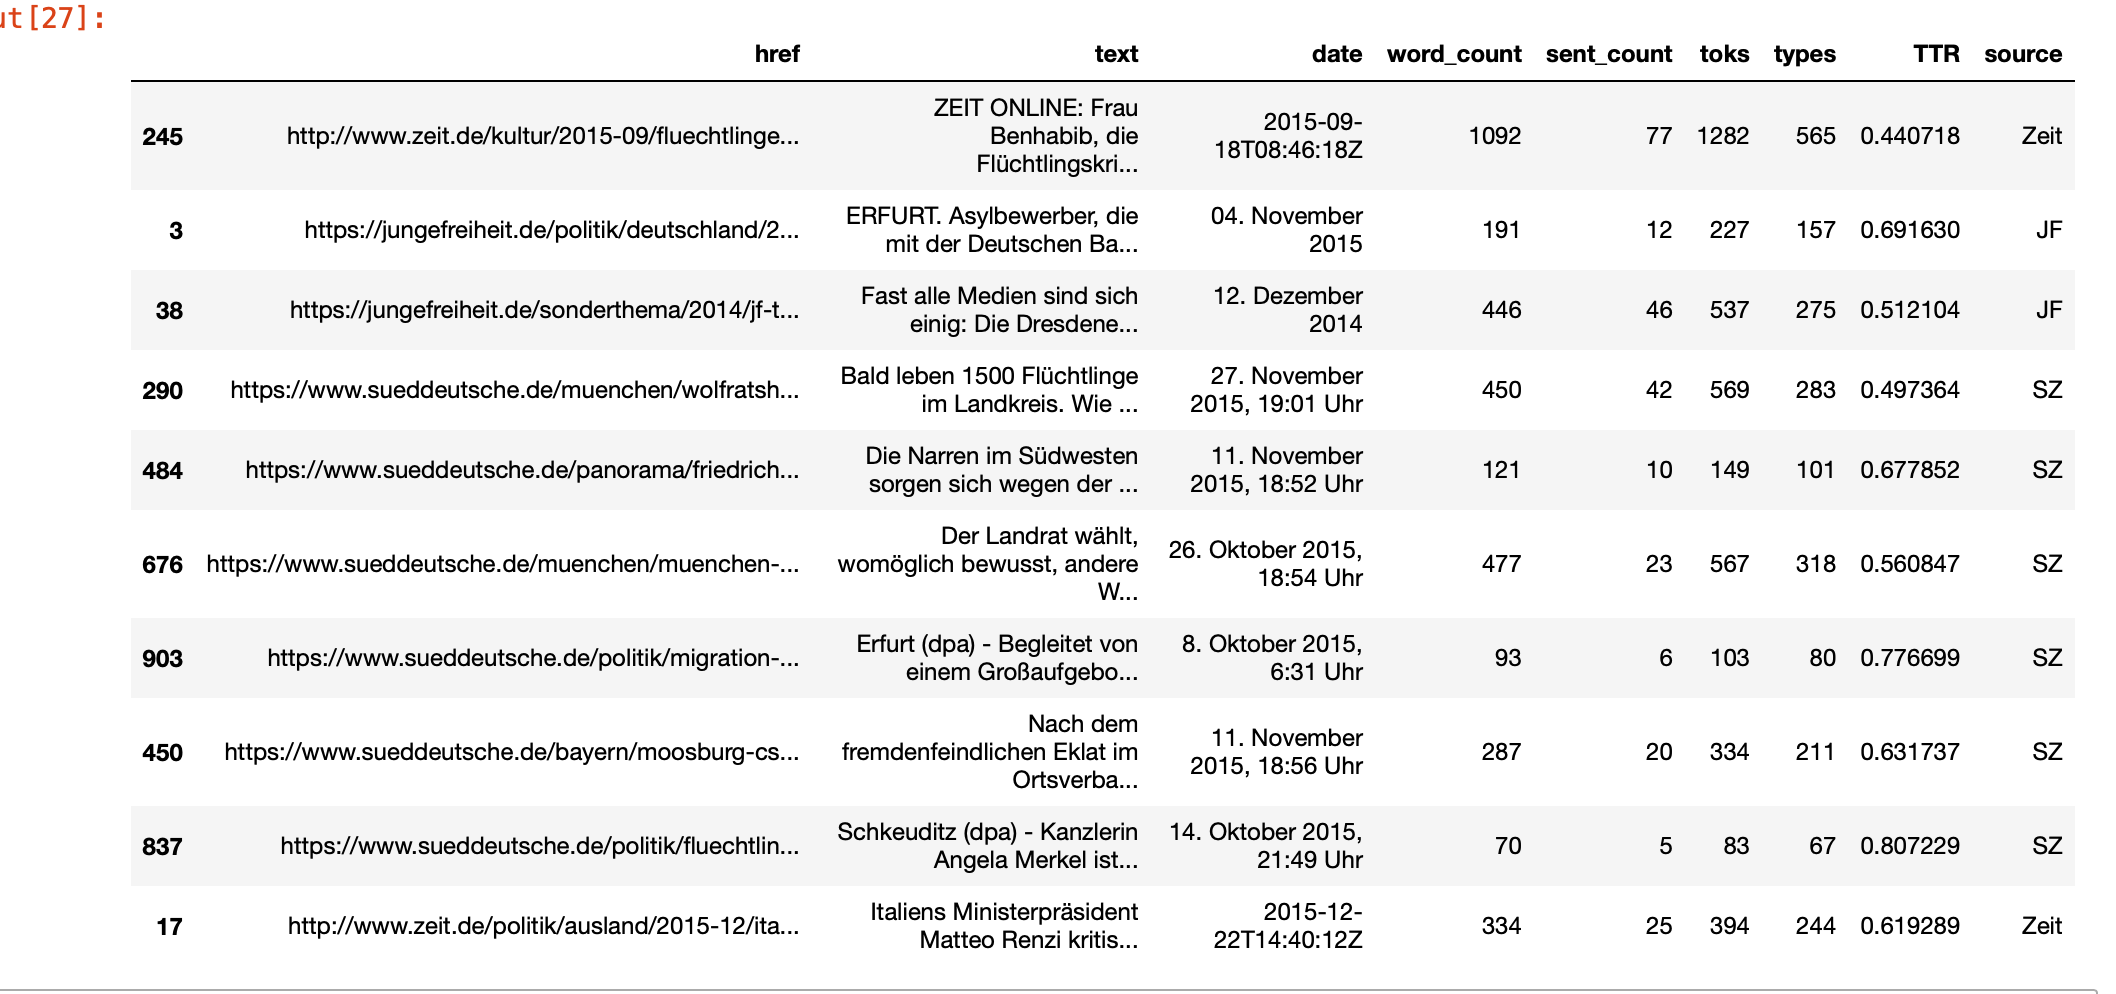 ut[27]:
href text date word_count sent_count toks types TTR source
ZEIT ONLINE: Frau
Benhabib, die
Flüchtlingskri...
2015-09-
18T08:46:18Z
245 http://www.zeit.de/kultur/2015-09/fluechtlinge... 1092 77 1282 565 0.440718 Zeit
ERFURT. Asylbewerber, die
mit der Deutschen Ba...
04. November
2015
3 https://jungefreiheit.de/politik/deutschland/2... 191 12 227 157 0.691630 JF
Fast alle Medien sind sich
einig: Die Dresdene...
12. Dezember
2014
38 https://jungefreiheit.de/sonderthema/2014/jf-t... 446 46 537 275 0.512104 JF
Bald leben 1500 Flüchtlinge
im Landkreis. Wie ...
27. November
2015, 19:01 Uhr
290 https://www.sueddeutsche.de/muenchen/wolfratsh... 450 42 569 283 0.497364 SZ
Die Narren im Südwesten
sorgen sich wegen der ...
11. November
2015, 18:52 Uhr
484 https://www.sueddeutsche.de/panorama/friedrich... 121 10 149 101 0.677852 SZ
Der Landrat wählt,
womöglich bewusst, andere
W...
26. Oktober 2015,
18:54 Uhr
676 https://www.sueddeutsche.de/muenchen/muenchen-... 477 23 567 318 0.560847 SZ
Erfurt (dpa) - Begleitet von
einem Großaufgebo...
8. Oktober 2015,
6:31 Uhr
903 https://www.sueddeutsche.de/politik/migration-... 93 6 103 80 0.776699 SZ
Nach dem
fremdenfeindlichen Eklat im
Ortsverba...
11. November
2015, 18:56 Uhr
450 https://www.sueddeutsche.de/bayern/moosburg-cs... 287 20 334 211 0.631737 SZ
Schkeuditz (dpa) - Kanzlerin
Angela Merkel ist...
14. Oktober 2015,
21:49 Uhr
837 https://www.sueddeutsche.de/politik/fluechtlin... 70 5 83 67 0.807229 SZ
Italiens Ministerpräsident
Matteo Renzi kritis...
2015-12-
22T14:40:12Z
17 http://www.zeit.de/politik/ausland/2015-12/ita... 334 25 394 244 0.619289 Zeit